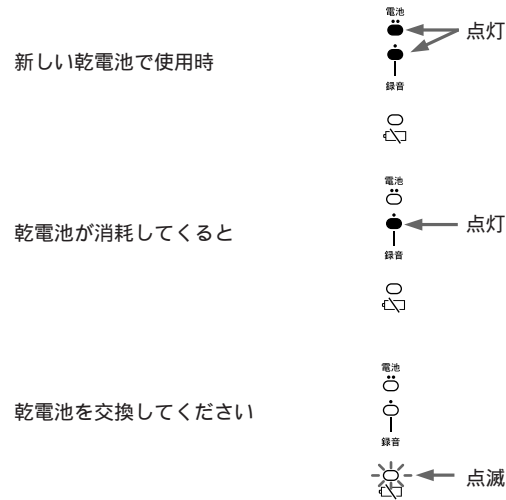 電池
点灯
新しい乾電池で使用時
録音
電池
点灯
乾電池が消耗してくると
録音
電池
乾電池を交換してください
録音
点滅